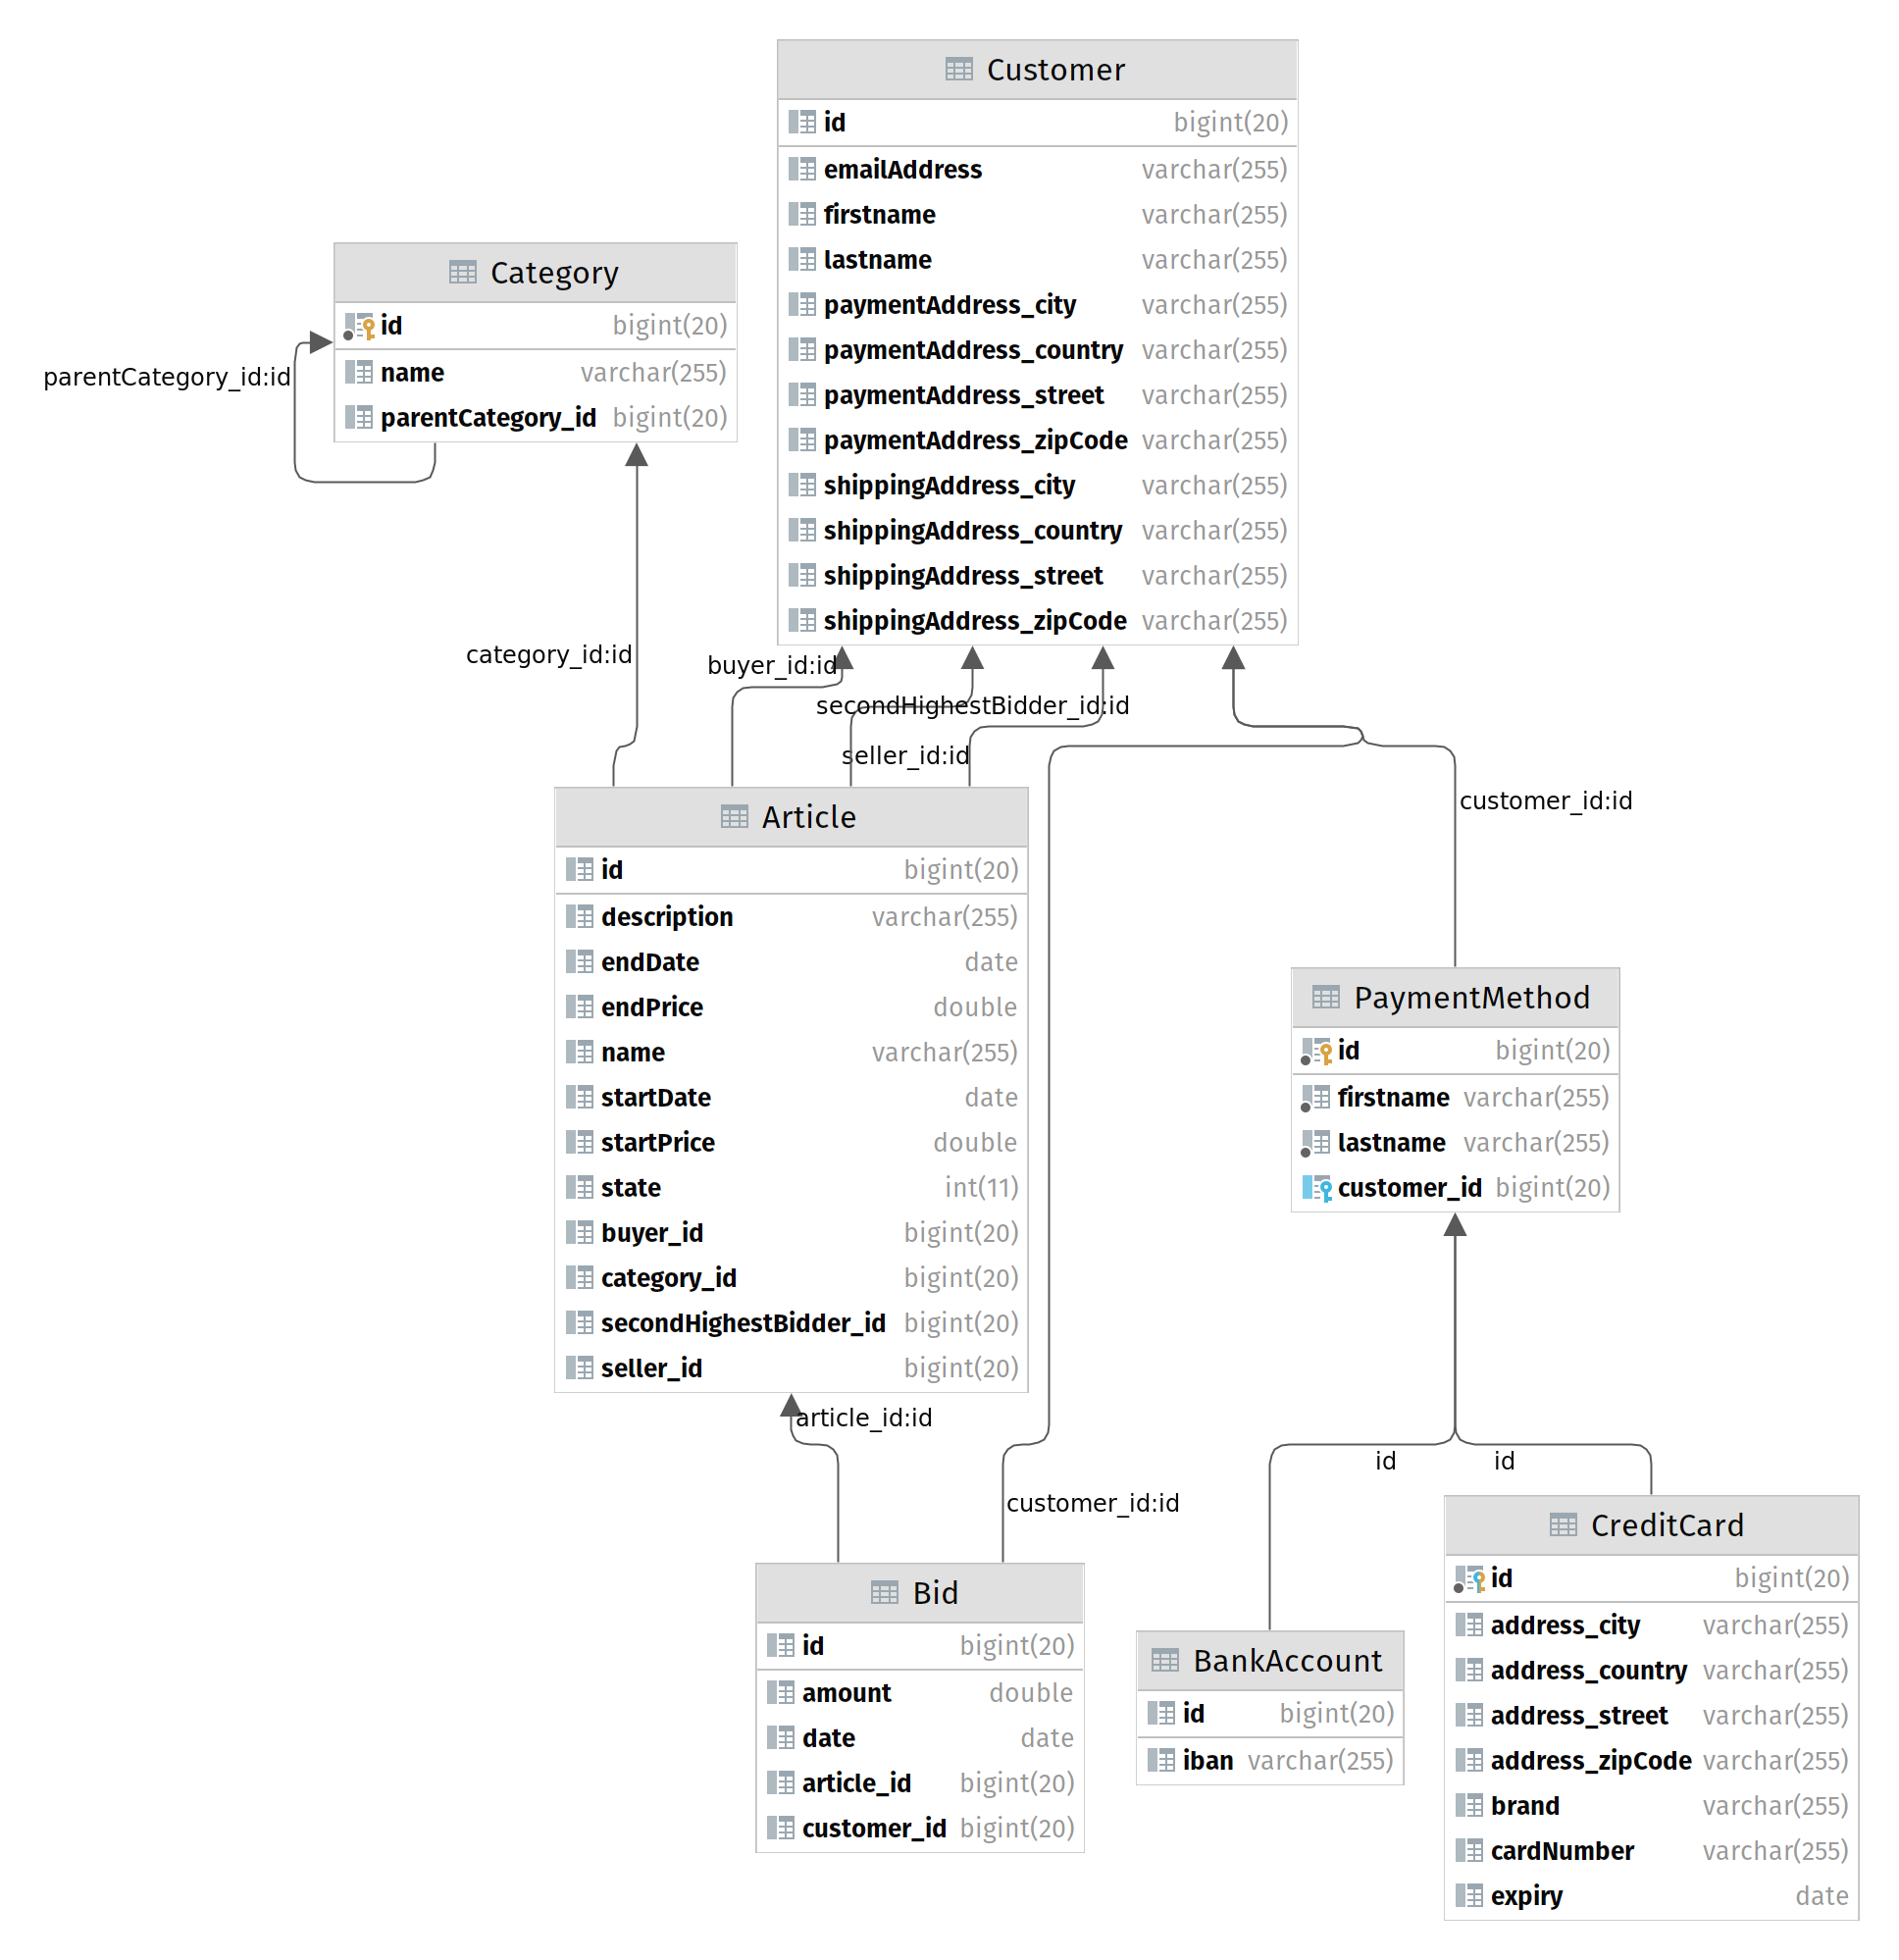 Customer
id bigint(20)
emailAddress varchar(255)
firstname varchar(255)
lastname varchar(255)
paymentAddress_city varchar(255)
paymentAddress_country varchar(255)
paymentAddress_street varchar(255)
paymentAddress_zipCode varchar(255)
shippingAddress_city varchar(255)
shippingAddress_country varchar(255)
shippingAddress_street varchar(255)
shippingAddress_zipCode varchar(255)
Category
id bigint(20)
name varchar(255)
parentCategory_id bigint(20)
parentCategory_id:id
category_id:id
buyer_id:id
secondHighestBidder_id:id
seller_id:id
customer_id:id
Article
id bigint(20)
description varchar(255)
endDate date
endPrice double
name varchar(255)
startDate date
startPrice double
state int(11)
buyer_id bigint(20)
category_id bigint(20)
secondHighestBidder_id bigint(20)
seller_id bigint(20)
PaymentMethod
id bigint(20)
firstname varchar(255)
lastname varchar(255)
customer_id bigint(20)
article_id:id
customer_id:id
id
id
Bid
id bigint(20)
amount double
date date
article_id bigint(20)
customer_id bigint(20)
BankAccount
id bigint(20)
iban varchar(255)
CreditCard
id bigint(20)
address_city varchar(255)
address_country varchar(255)
address_street varchar(255)
address_zipCode varchar(255)
brand varchar(255)
cardNumber varchar(255)
expiry date